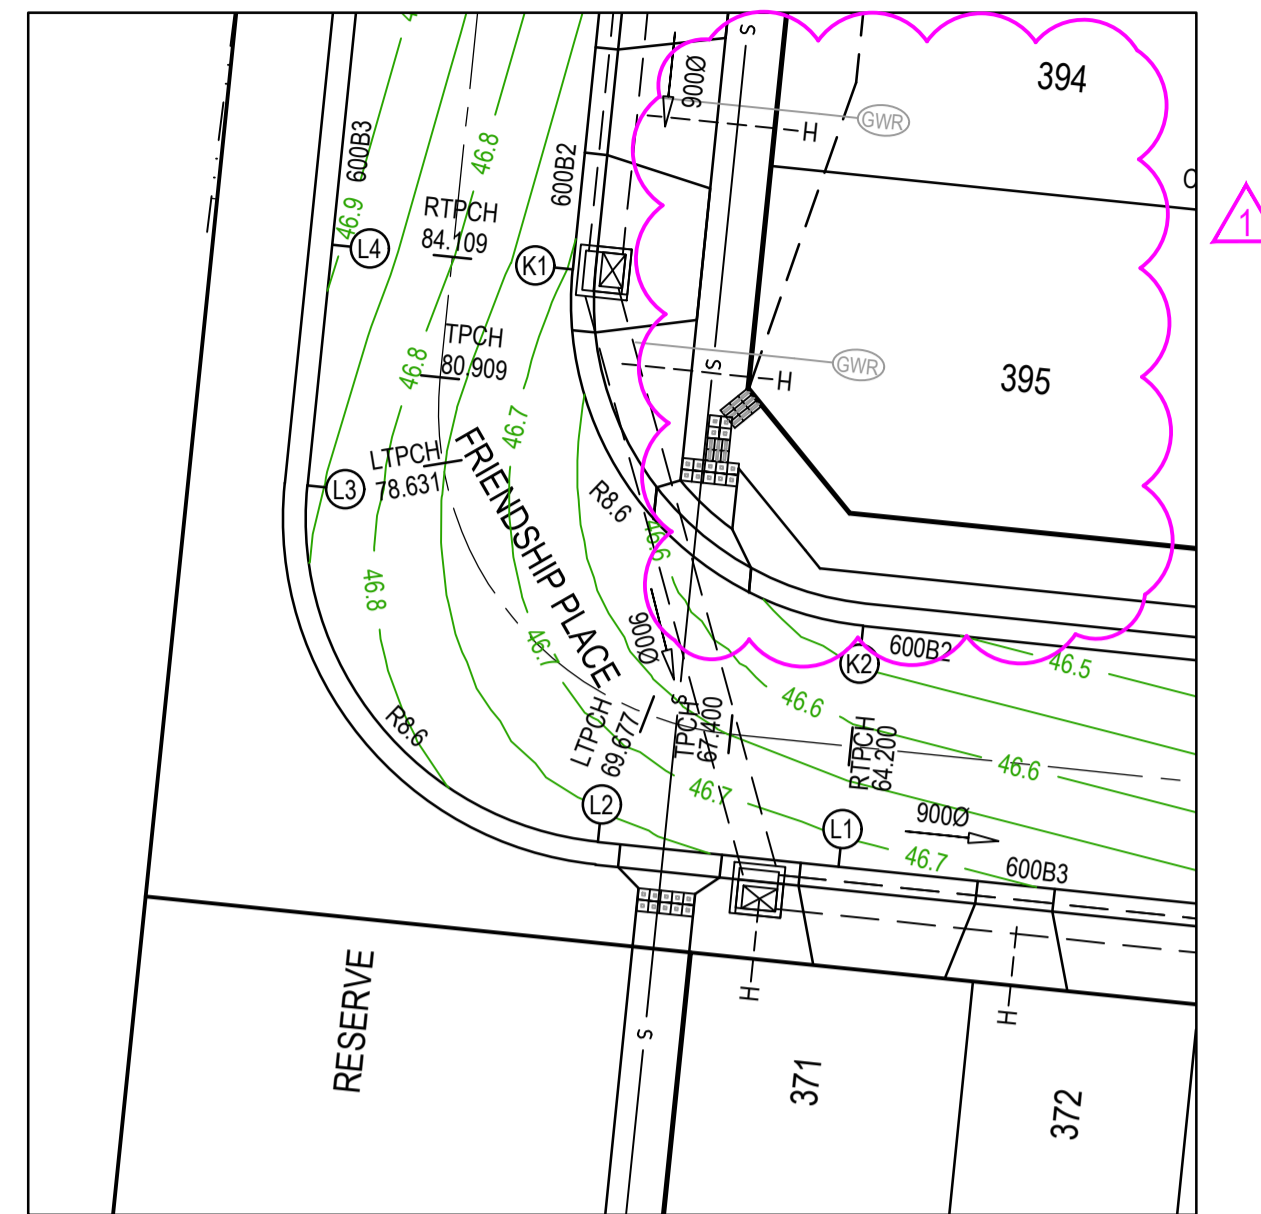 394
S
900Ø
GWR
H
600B3
46.8
600B2
46.9
RTPCH
84.109
L4
K1
1
TPCH
80.909
S
GWR
H
395
46.8
46.7
LTPCH
78.631
L3
FRIENDSHIP PLACE
R8.6
46.6
46.8
900Ø
46.7
600B2
K2
46.5
46.6
R8.6
LTPCH
69.677
S
TPCH
67.400
RTPCH
64.200
46.6
46.7
L2
L1
900Ø
46.7
600B3
RESERVE
S
H
H
371
372